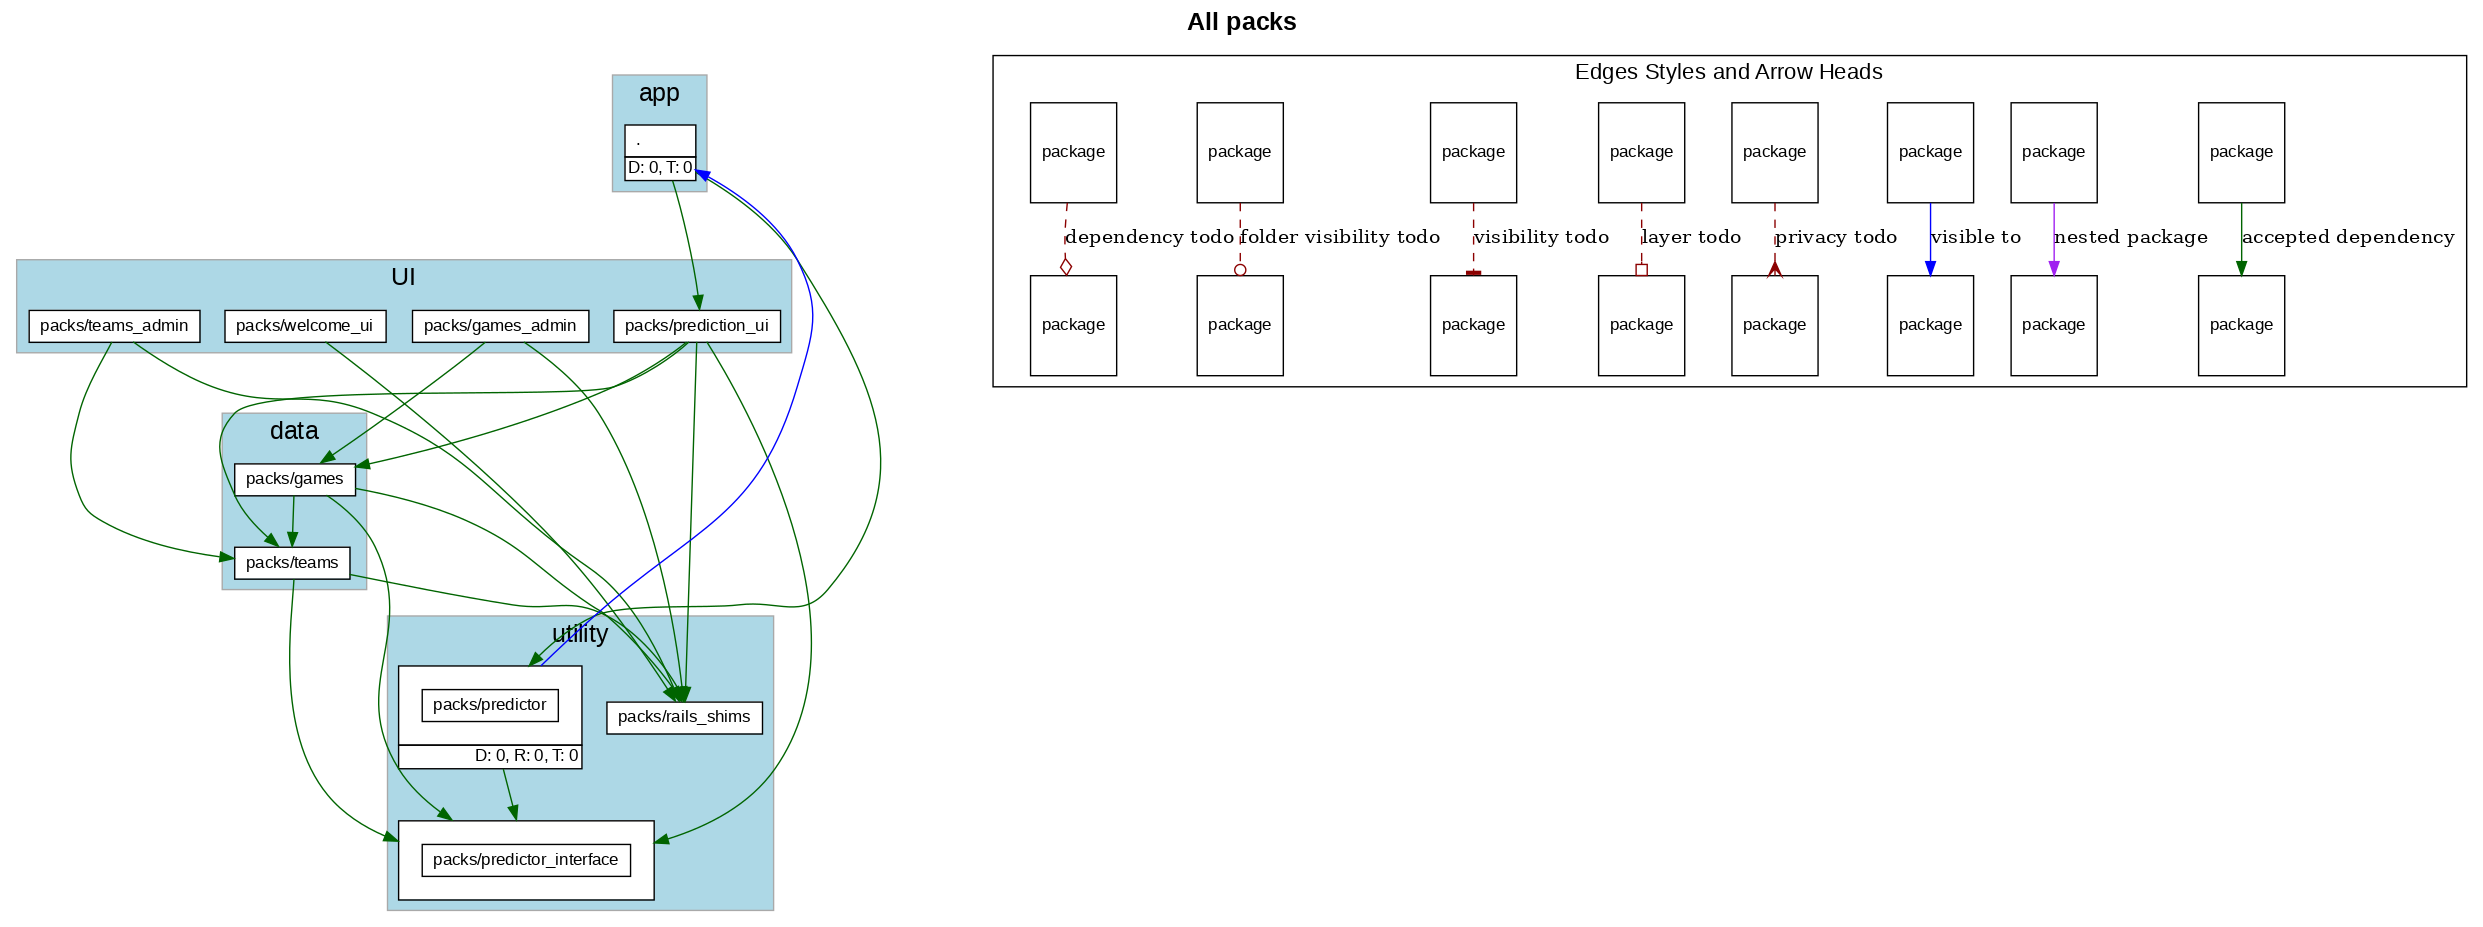 All packs
app
.
D: 0, T: 0
UI
packs/teams_admin
packs/welcome_ui
packs/games_admin
packs/prediction_ui
data
packs/games
packs/teams
utility
packs/predictor
D: 0, R: 0, T: 0
packs/rails_shims
packs/predictor_interface
Edges Styles and Arrow Heads
package
package
package
package
package
package
package
package
dependency todo
folder visibility todo
visibility todo
layer todo
privacy todo
visible to
nested package
accepted dependency
package
package
package
package
package
package
package
package